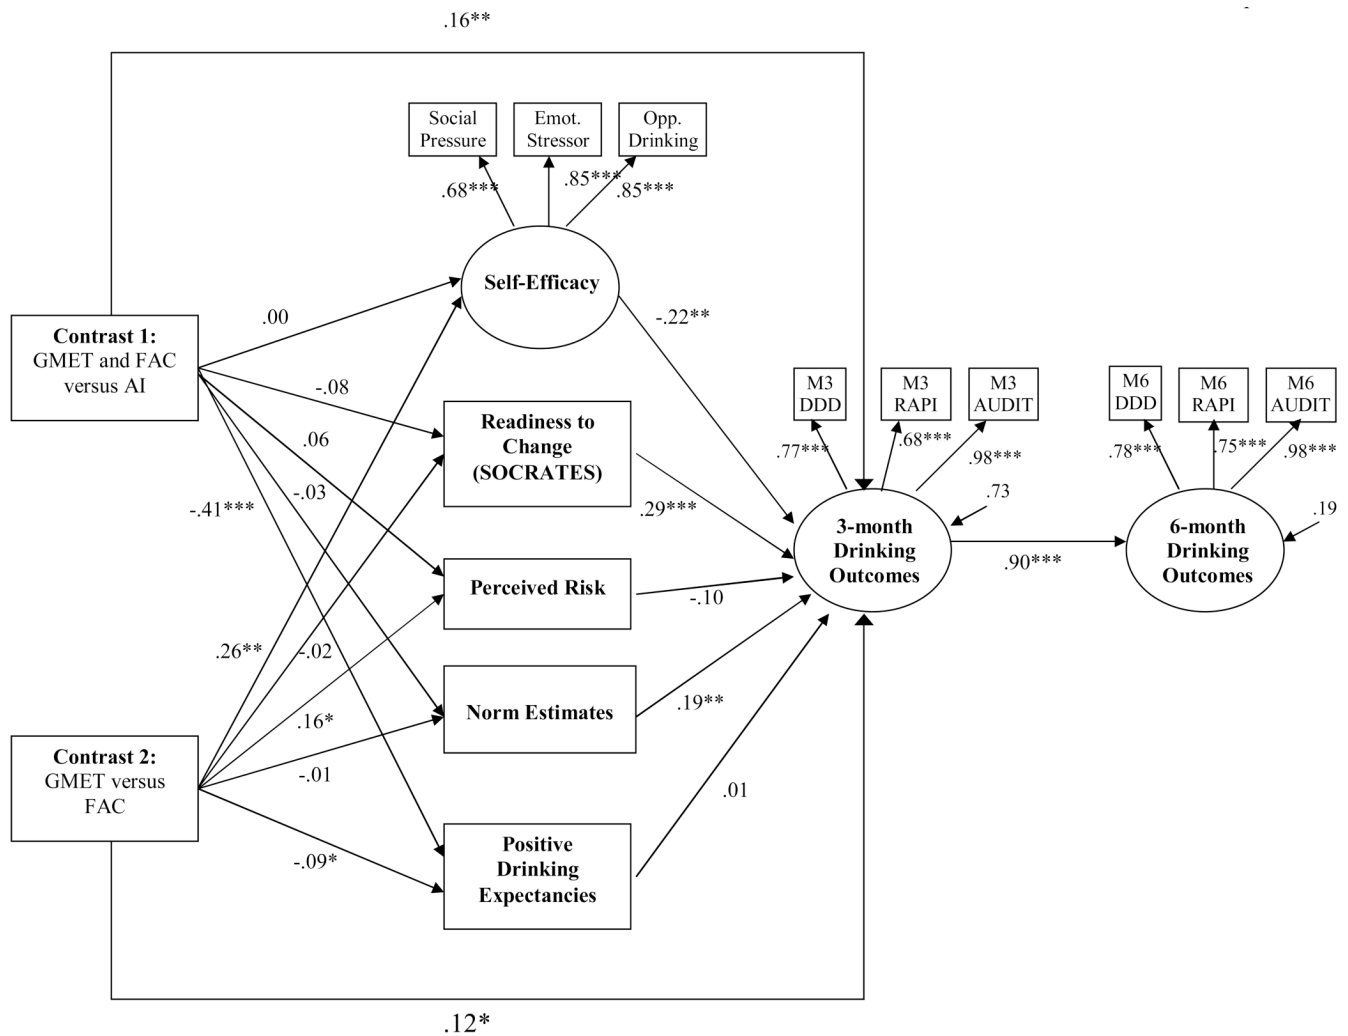 .16**
Social
Pressure
Emot.
Stressor
Opp.
Drinking
.68***
.85***
.85***
Self-Efficacy
Contrast 1:
GMET and FAC
versus AI
.00
-.08
.06
-.03
-.41***
-.22**
Readiness to
Change
(SOCRATES)
.29***
M3
DDD
M3
RAPI
M3
AUDIT
.77***
.68***
.98***
.73
3-month
Drinking
Outcomes
.90***
M6
DDD
M6
RAPI
M6
AUDIT
.78***
.75***
.98***
.19
6-month
Drinking
Outcomes
Perceived Risk
-.10
Norm Estimates
.19**
Contrast 2:
GMET versus
FAC
.26**
-.02
.16*
-.01
-.09*
Positive
Drinking
Expectancies
.01
.12*